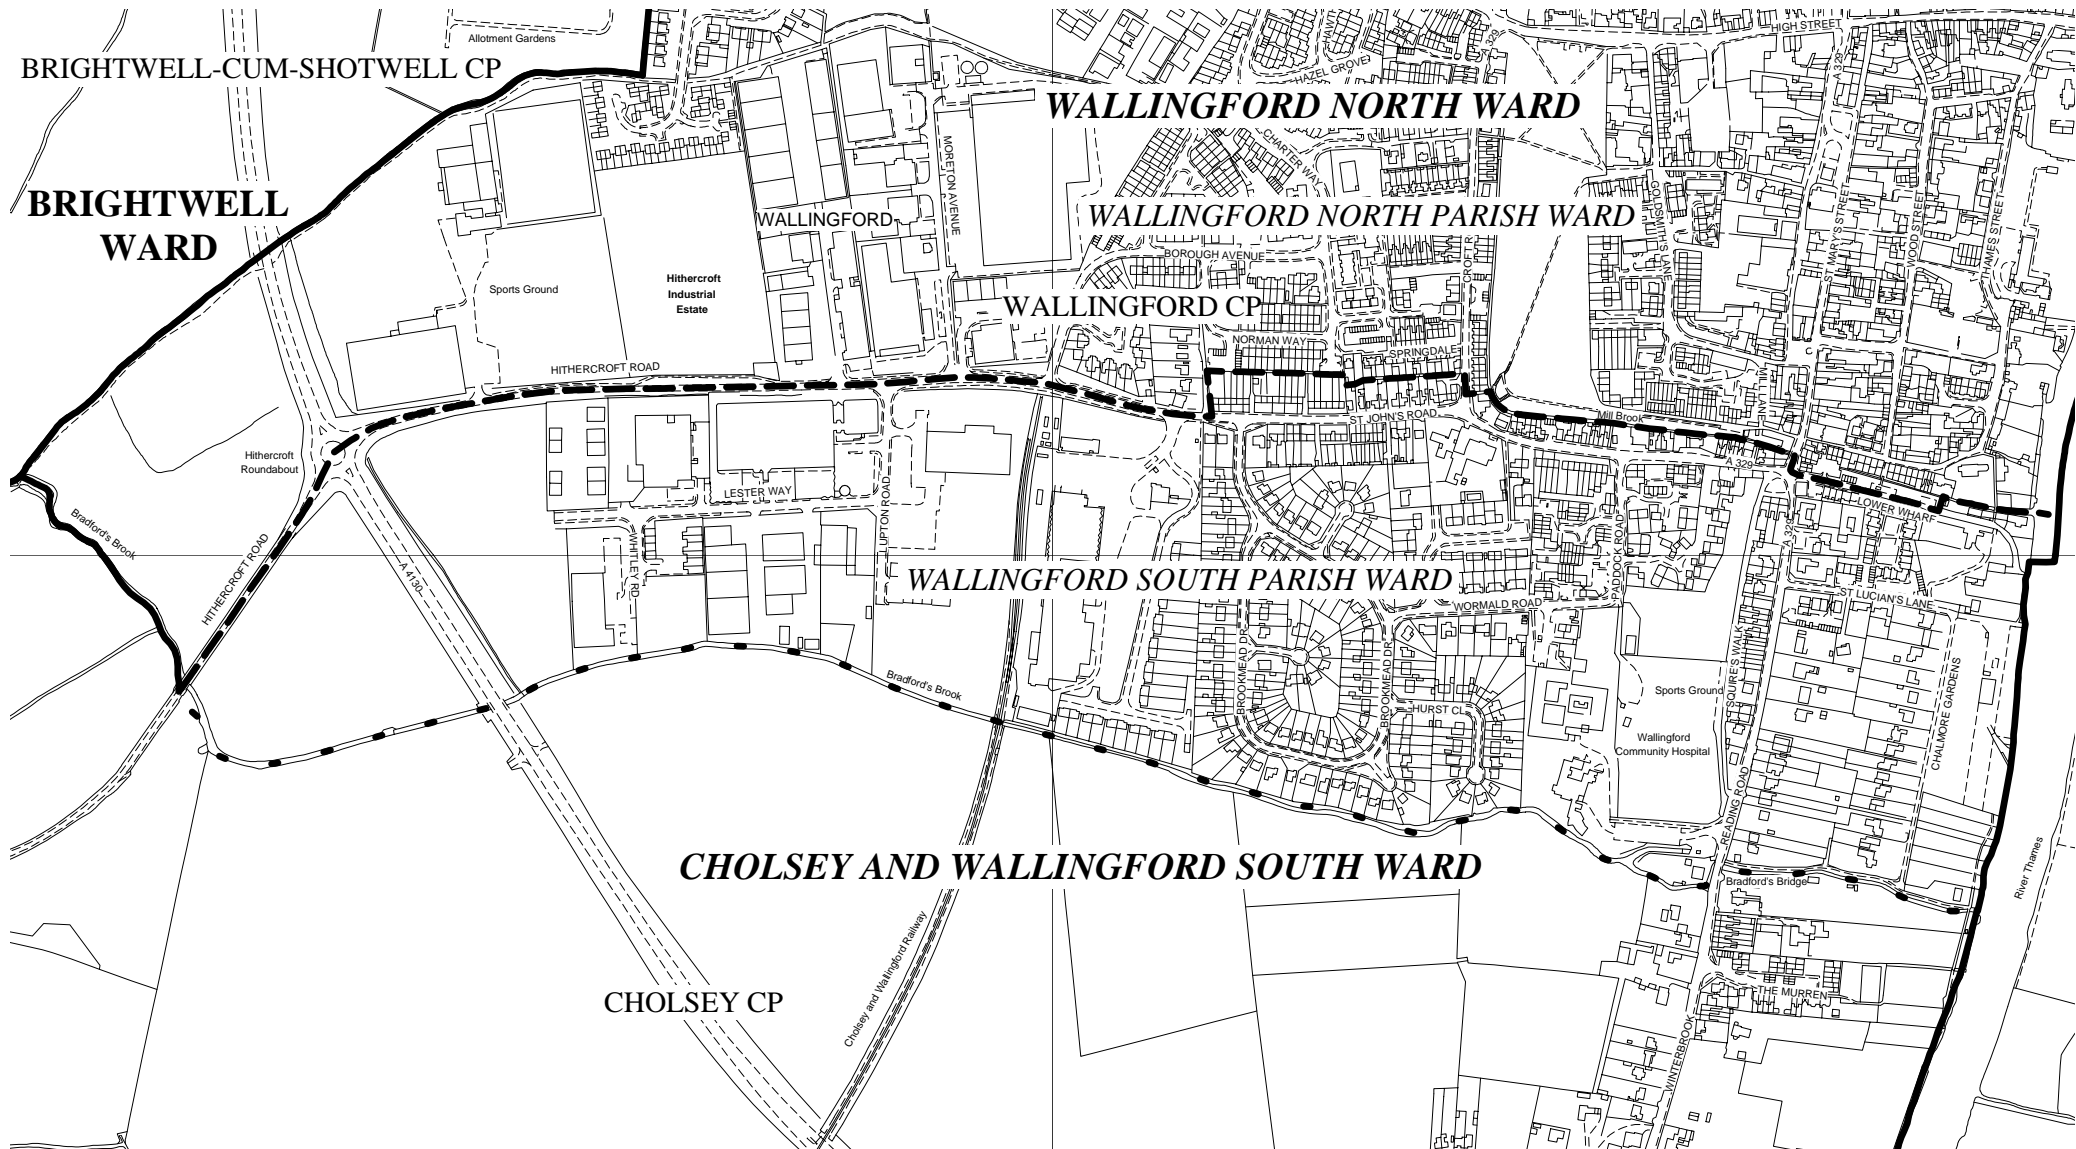 Allotment Gardens
BRIGHTWELL-CUM-SHOTWELL CP
HIGH STREET
HAZEL GROVE
A 329
WALLINGFORD NORTH WARD
CHARTER WAY
MORETON AVENUE
BRIGHTWELL
WARD
WALLINGFORD
WALLINGFORD NORTH PARISH WARD
GOLDSMITH'S LANE
ST MARY'S STREET
WOOD STREET
THAMES STREET
BOROUGH AVENUE
Sports Ground
Hithercroft
Industrial
Estate
WALLINGFORD CP
NORMAN WAY
SPRINGDALE
HITHERCROFT ROAD
MILL LANE
ST JOHN'S ROAD
Mill Brook
Hithercroft
Roundabout
A 329
LESTER WAY
UPTON ROAD
LOWER WHARF
Bradford's Brook
A 329
HITHERCROFT ROAD
A 4130
WHITLEY RD
PADDOCK ROAD
WALLINGFORD SOUTH PARISH WARD
WORMALD ROAD
ST LUCIAN'S LANE
BROOKMEAD DR
BROOKMEAD DR
SQUIRE'S WALK
Bradford's Brook
Sports Ground
HURST CL
CHALMORE GARDENS
Wallingford
Community Hospital
READING ROAD
CHOLSEY AND WALLINGFORD SOUTH WARD
Bradford's Bridge
River Thames
Cholsey and Wallingford Railway
CHOLSEY CP
THE MURREN
WINTERBROOK